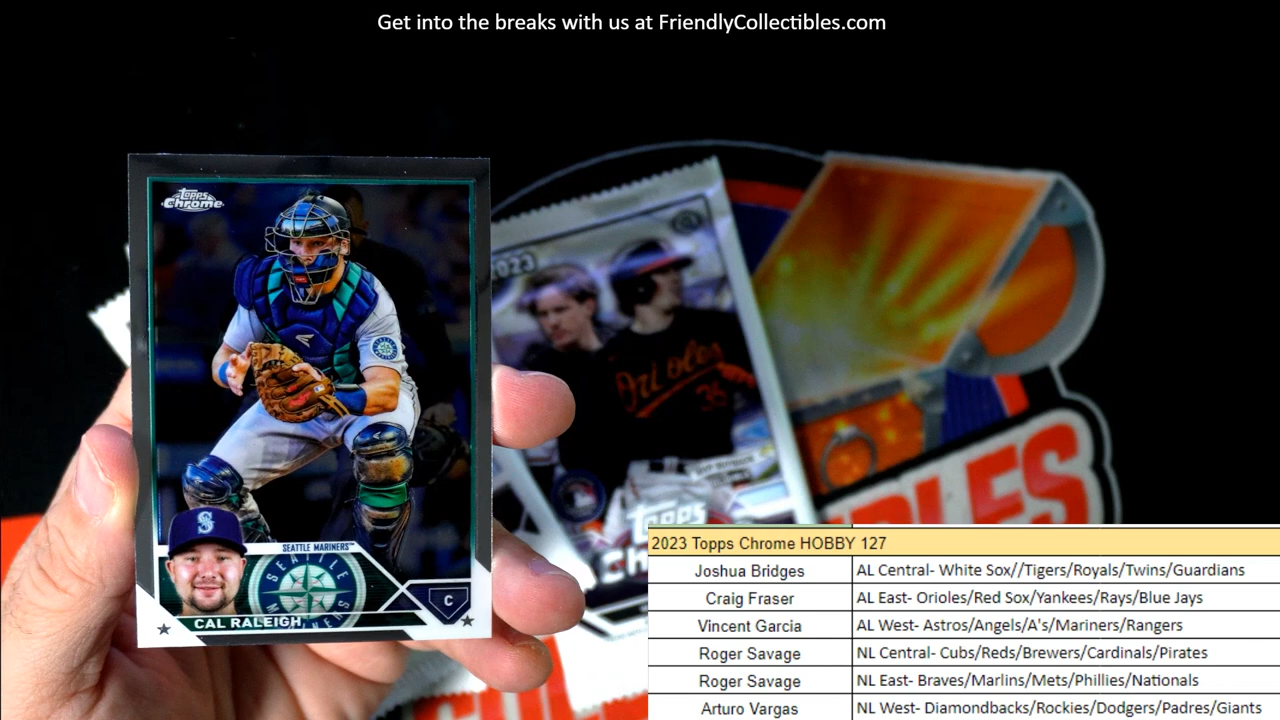 Get into the breaks with us at FriendlyCollectibles.com
Topps
Chrome
2023
Orioles
35
SEATTLE MARINERS™
SEATTLE
C
CAL RALEIGH
Topps
2023 Topps Chrome HOBBY 127
Joshua Bridges AL Central- White Sox//Tigers/Royals/Twins/Guardians
Craig Fraser AL East- Orioles/Red Sox/Yankees/Rays/Blue Jays
Vincent Garcia AL West- Astros/Angels/A's/Mariners/Rangers
Roger Savage NL Central- Cubs/Reds/Brewers/Cardinals/Pirates
Roger Savage NL East- Braves/Marlins/Mets/Phillies/Nationals
Arturo Vargas NL West- Diamondbacks/Rockies/Dodgers/Padres/Giants